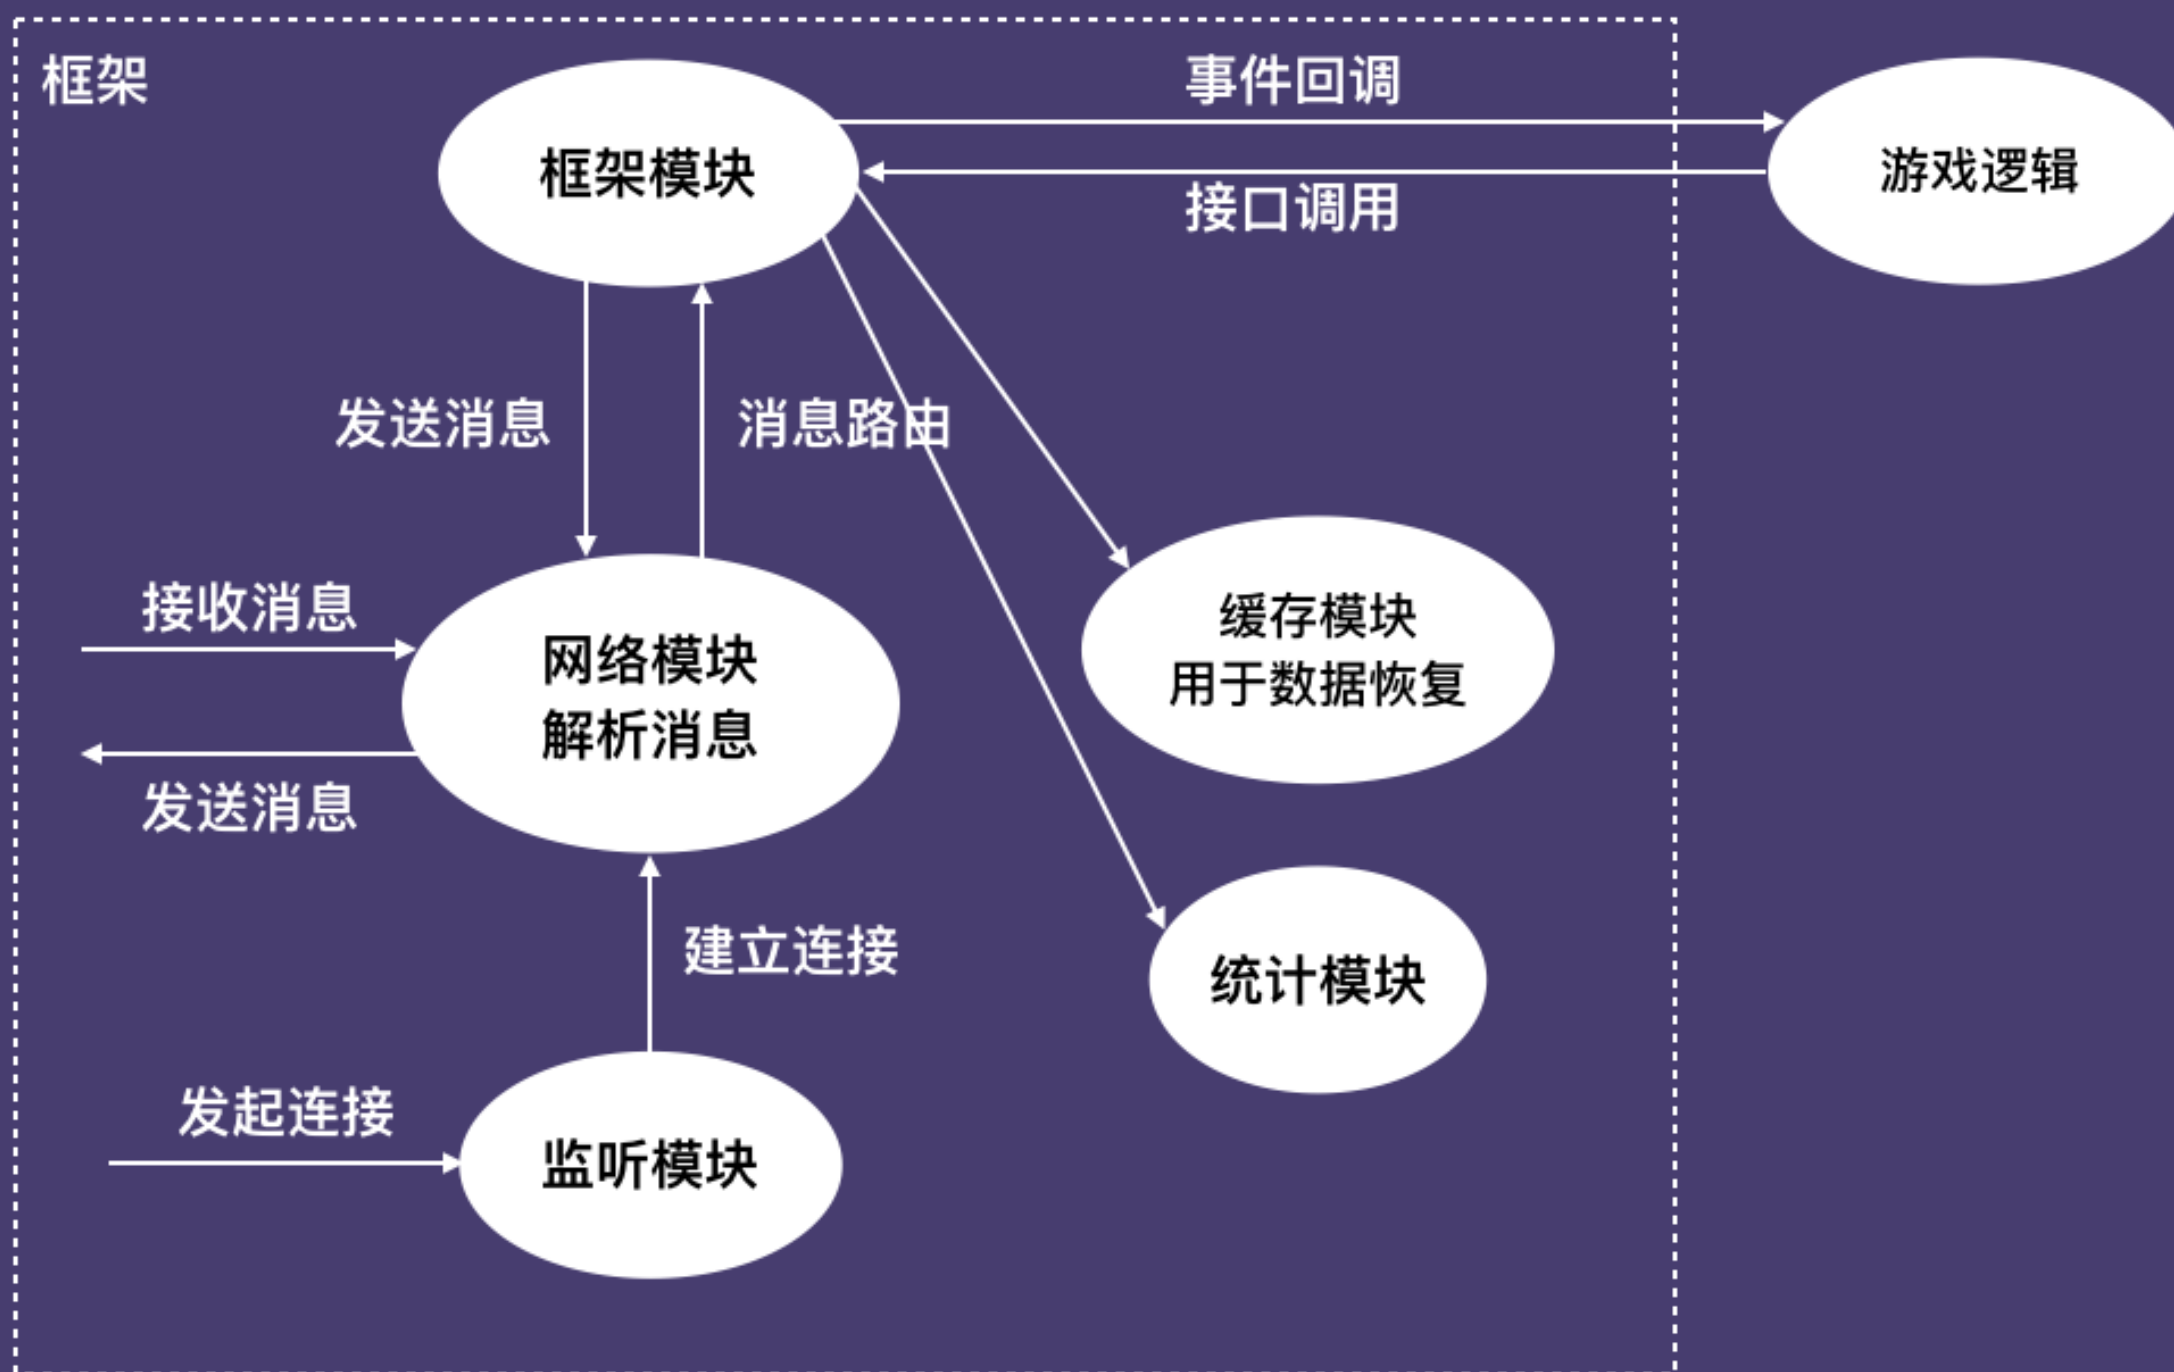 框架
事件回调
框架模块
游戏逻辑
接口调用
发送消息
消息路由
接收消息
缓存模块
用于数据恢复
网络模块
解析消息
发送消息
建立连接
统计模块
发起连接
监听模块